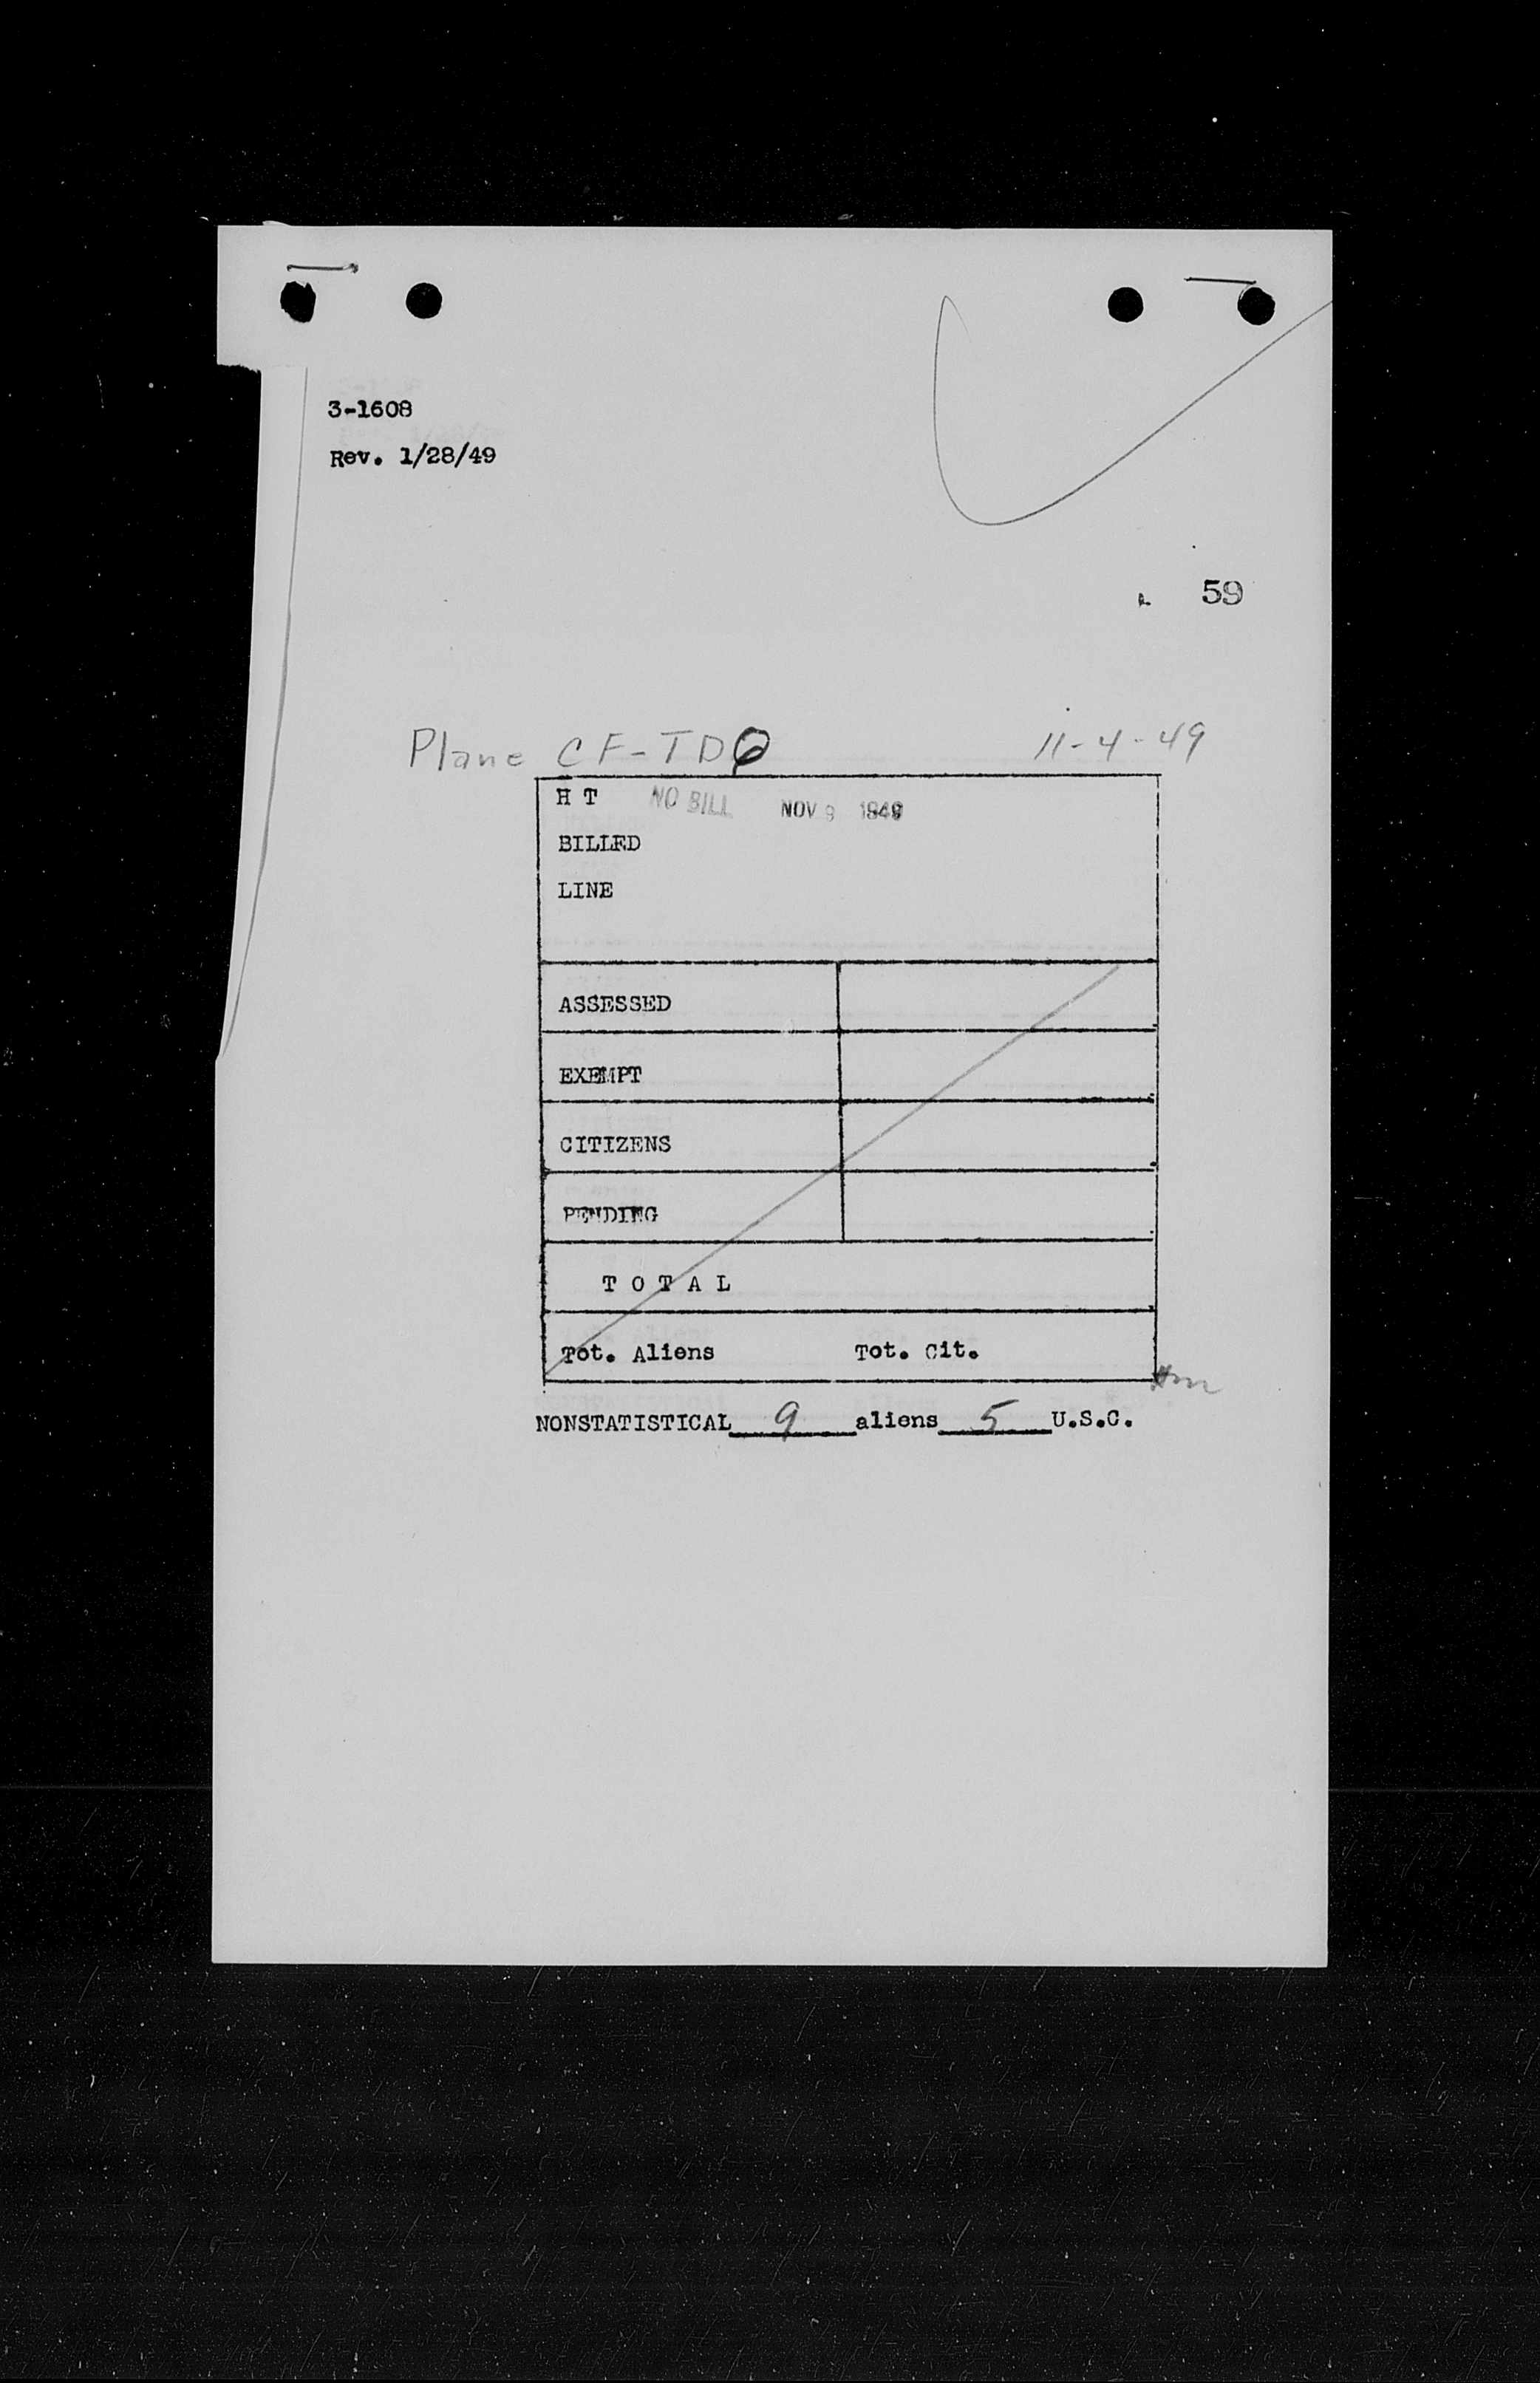 3-1608
Rev. 1/28/49
59
Plane CF-TD 11-4-49
H T NO BILL NOV 9 1949
BILLED
LINE
ASSESSED
EXEMPT
CITIZENS
PENDING
T O T A L
Tot. Aliens Tot. Cit.
NONSTATISTICAL 9 aliens 5 U.S.C.